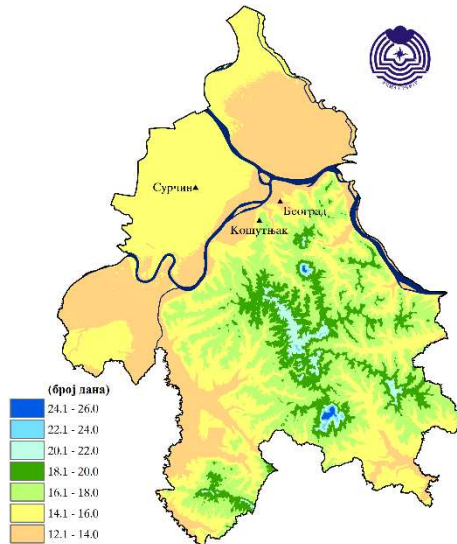 Сурчин
Београд
Кошутњак
(број дана)
24.1 - 26.0
22.1 - 24.0
20.1 - 22.0
18.1 - 20.0
16.1 - 18.0
14.1 - 16.0
12.1 - 14.0